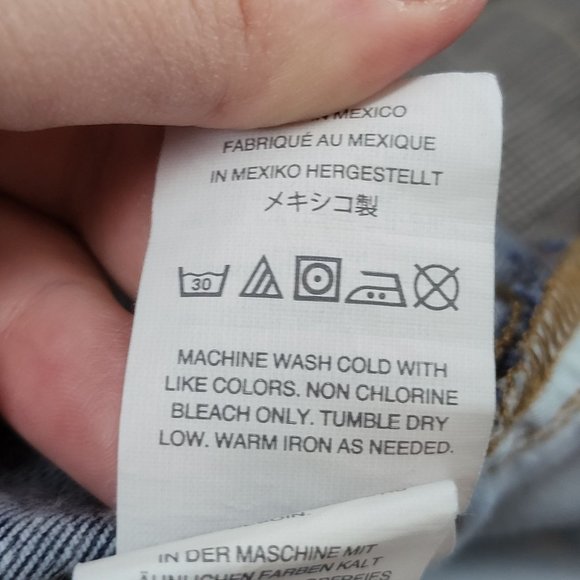 IN MEXICO
FABRIQUÉ AU MEXIQUE
IN MEXIKO HERGESTELLT
メキシコ製
30
MACHINE WASH COLD WITH
LIKE COLORS. NON CHLORINE
BLEACH ONLY. TUMBLE DRY
LOW. WARM IRON AS NEEDED.
IN DER MASCHINE MIT
ÄHNLICHEN FARBEN KALT